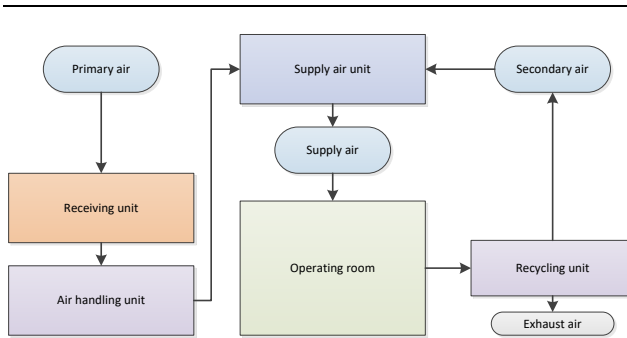 Primary air
Supply air unit
Secondary air
Supply air
Receiving unit
Operating room
Recycling unit
Air handling unit
Exhaust air